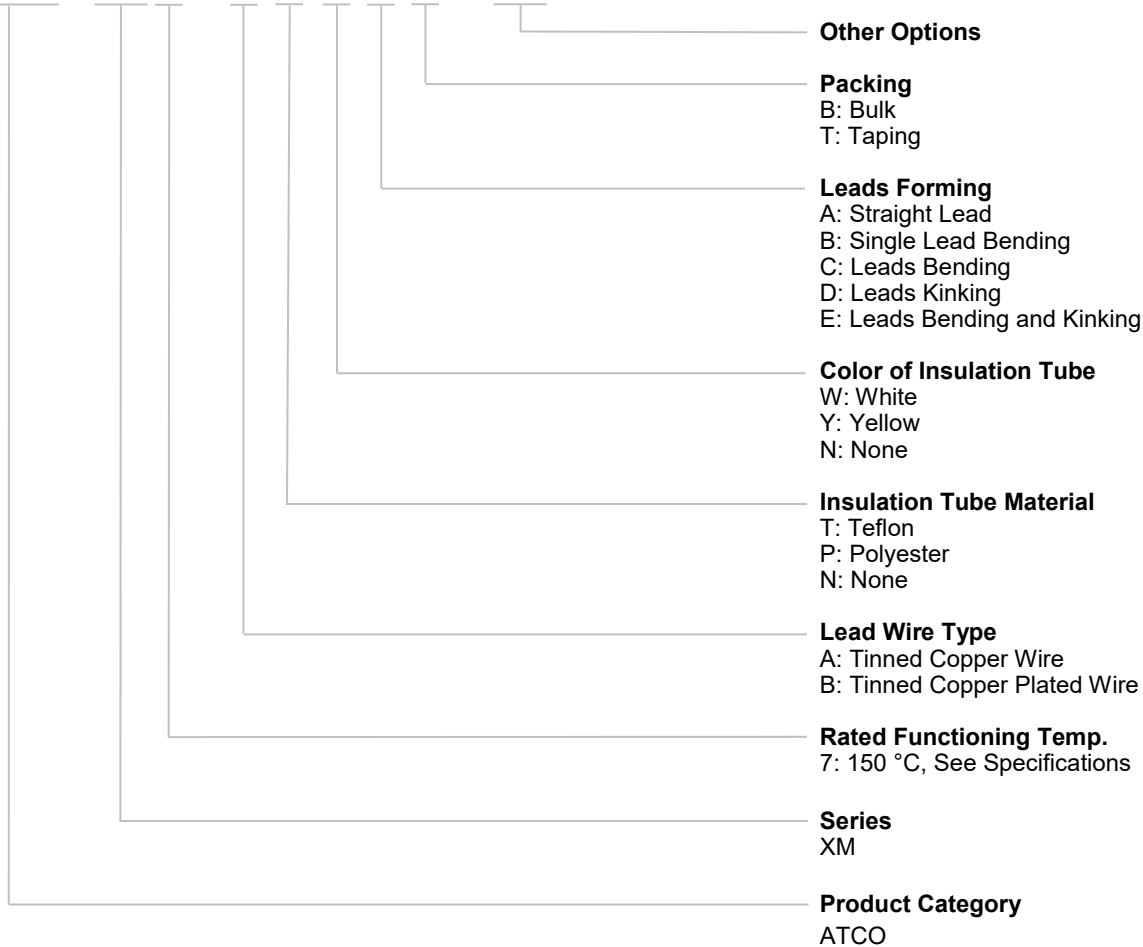 Other Options
Packing
B: Bulk
T: Taping
Leads Forming
A: Straight Lead
B: Single Lead Bending
C: Leads Bending
D: Leads Kinking
E: Leads Bending and Kinking
Color of Insulation Tube
W: White
Y: Yellow
N: None
Insulation Tube Material
T: Teflon
P: Polyester
N: None
Lead Wire Type
A: Tinned Copper Wire
B: Tinned Copper Plated Wire
Rated Functioning Temp.
7: 150 °C, See Specifications
Series
XM
Product Category
ATCO